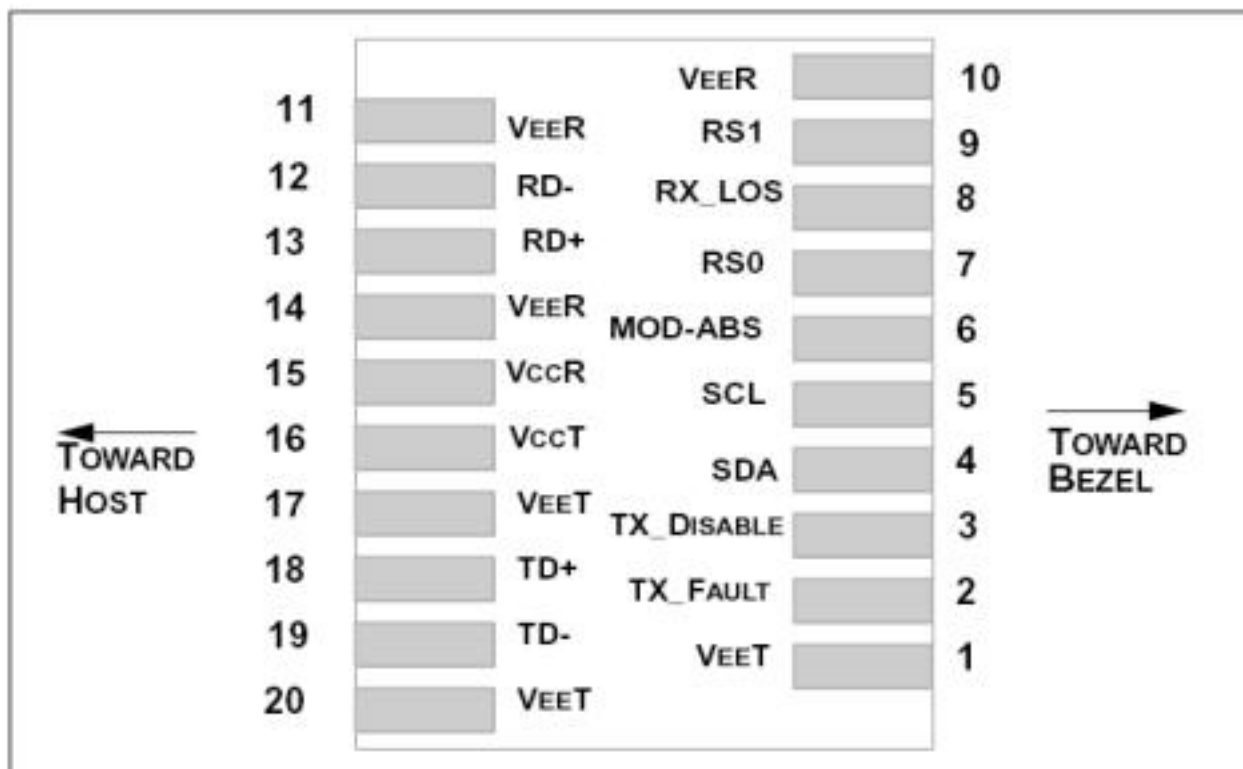 VEER 10
11 VEER
RS1 9
12 RD-
RX_LOS 8
13 RD+
RS0 7
14 VEER
MOD-ABS 6
15 VCCR
SCL 5
16 VCCT
TOWARD
HOST
TOWARD
BEZEL
SDA 4
17 VEET
TX_DISABLE 3
18 TD+
TX_FAULT 2
19 TD-
VEET 1
20 VEET